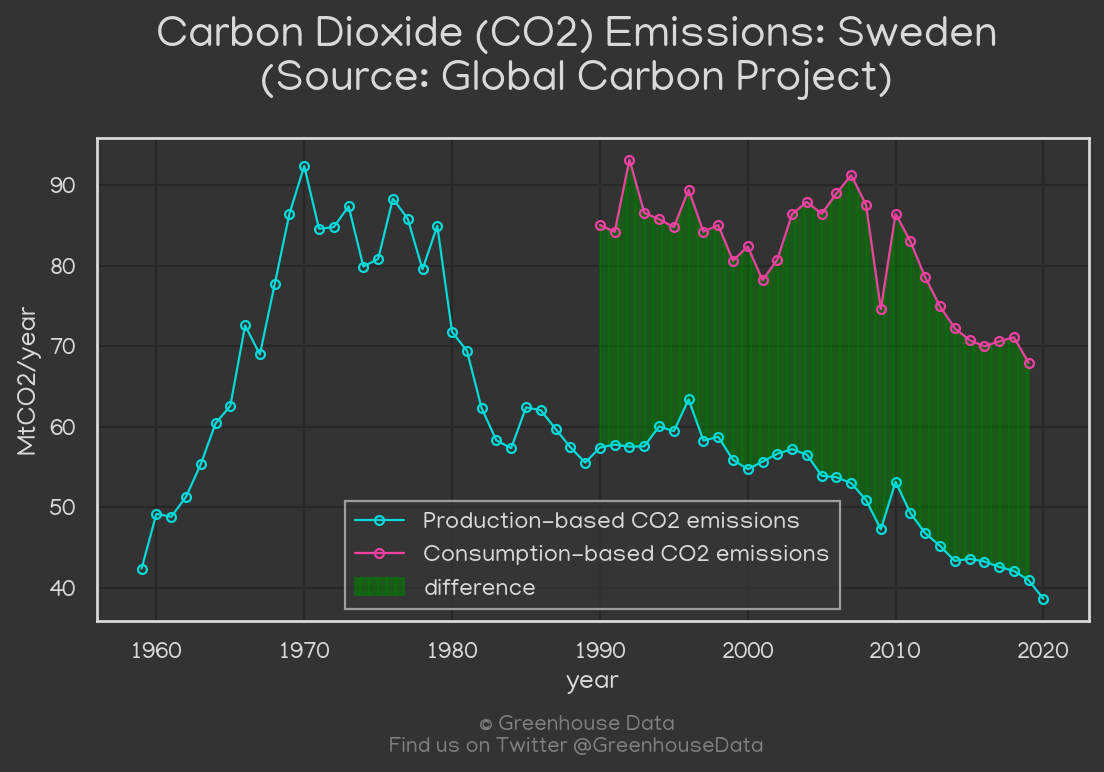 Carbon Dioxide (CO2) Emissions: Sweden
(Source: Global Carbon Project)
MtCO2/year
90
80
70
60
50
40
Production-based CO2 emissions
Consumption-based CO2 emissions
difference
1960 1970 1980 1990 2000 2010 2020
year
© Greenhouse Data
Find us on Twitter @GreenhouseData